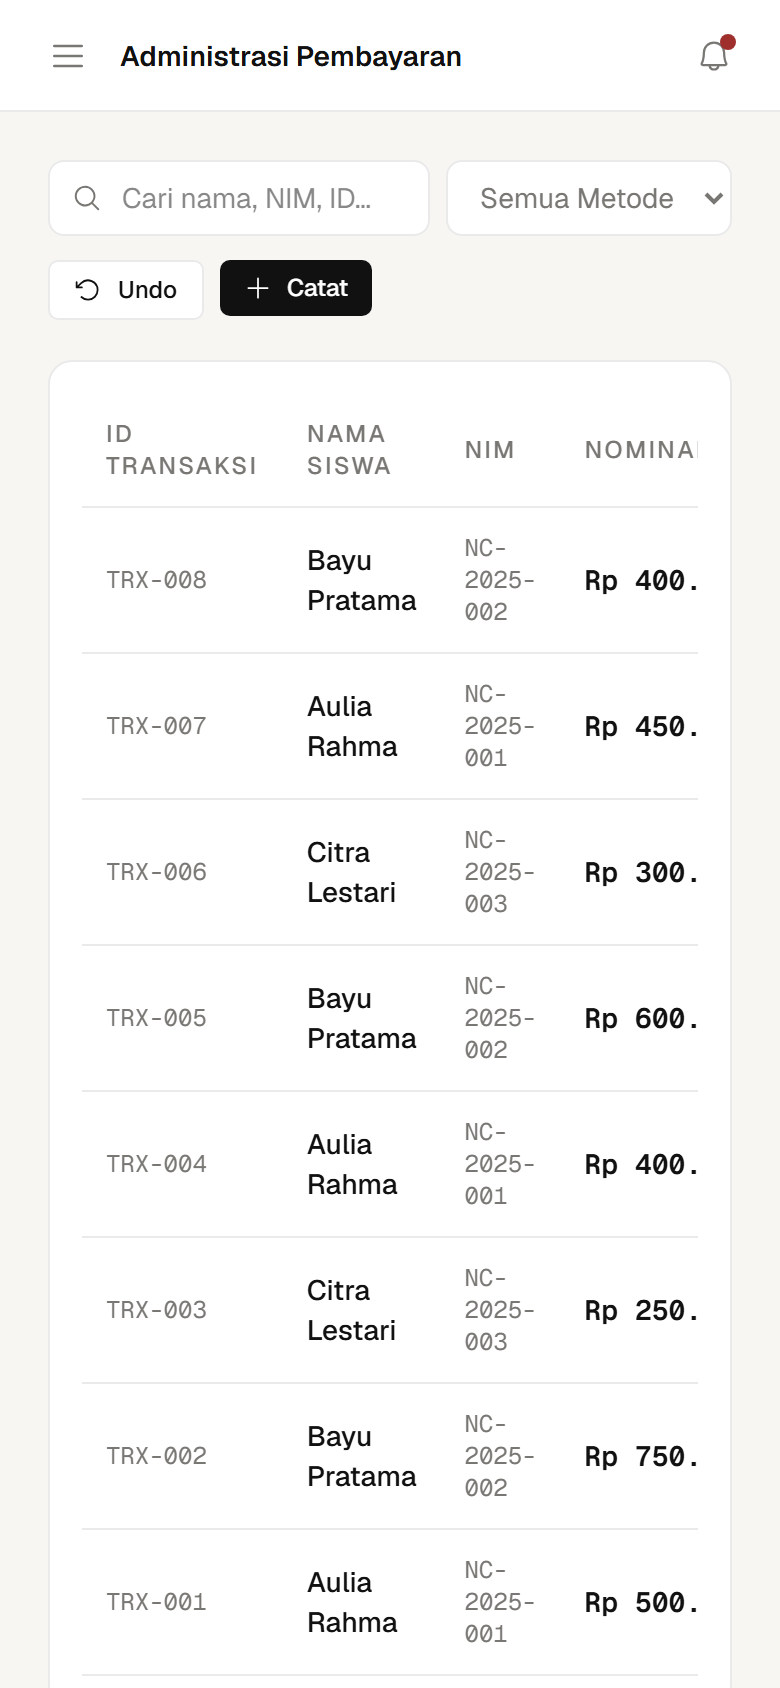 Administrasi Pembayaran
Cari nama, NIM, ID...
Semua Metode
Undo
Catat
ID TRANSAKSI
NAMA SISWA
NIM
NOMINAL
TRX-008
Bayu Pratama
NC-2025-002
Rp 400.
TRX-007
Aulia Rahma
NC-2025-001
Rp 450.
TRX-006
Citra Lestari
NC-2025-003
Rp 300.
TRX-005
Bayu Pratama
NC-2025-002
Rp 600.
TRX-004
Aulia Rahma
NC-2025-001
Rp 400.
TRX-003
Citra Lestari
NC-2025-003
Rp 250.
TRX-002
Bayu Pratama
NC-2025-002
Rp 750.
TRX-001
Aulia Rahma
NC-2025-001
Rp 500.